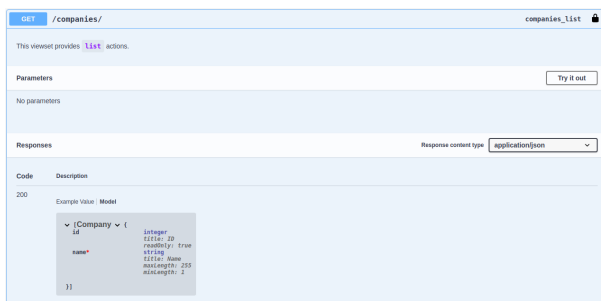 GET /companies/ companies_list
This viewset provides list actions.
Parameters Try it out
No parameters
Responses Response content type application/json
Code Description
200
Example Value | Model
[Company {
id integer
title: ID
readOnly: true
name* string
title: Name
maxLength: 255
minLength: 1
}]